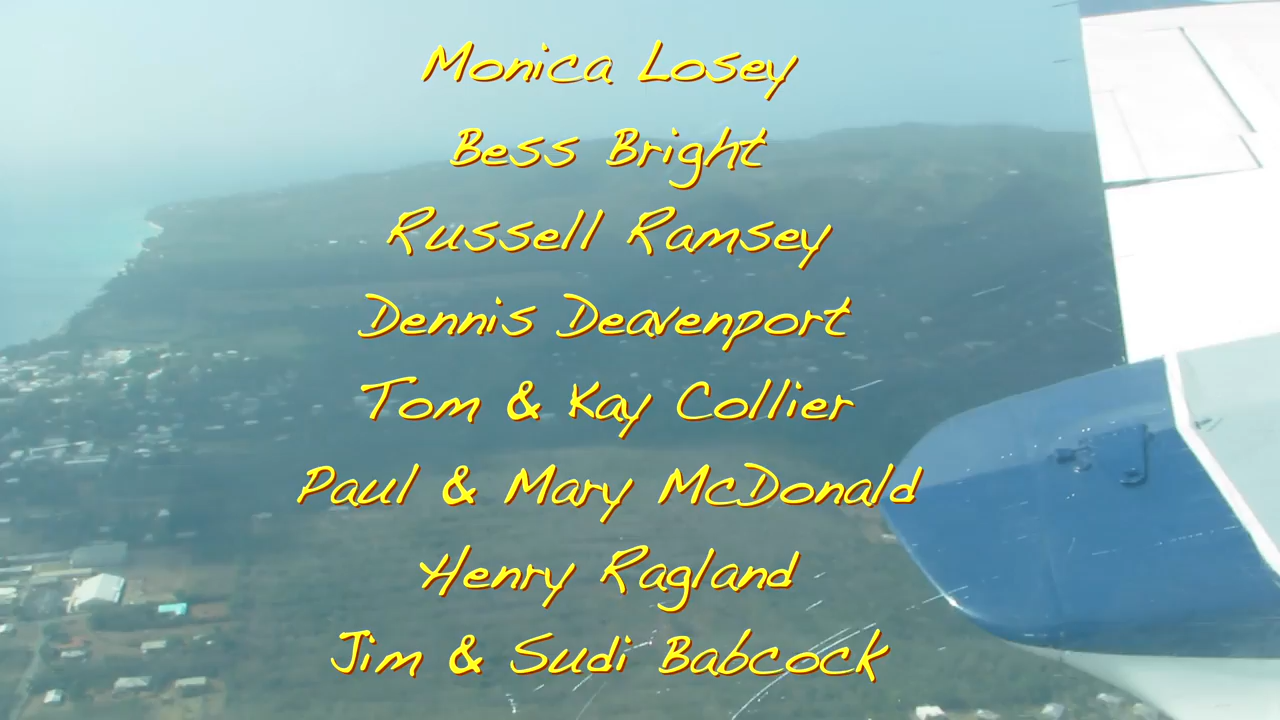 Monica Losey
Bess Bright
Russell Ramsey
Dennis Deavenport
Tom & Kay Collier
Paul & Mary McDonald
Henry Ragland
Jim & Sudi Babcock